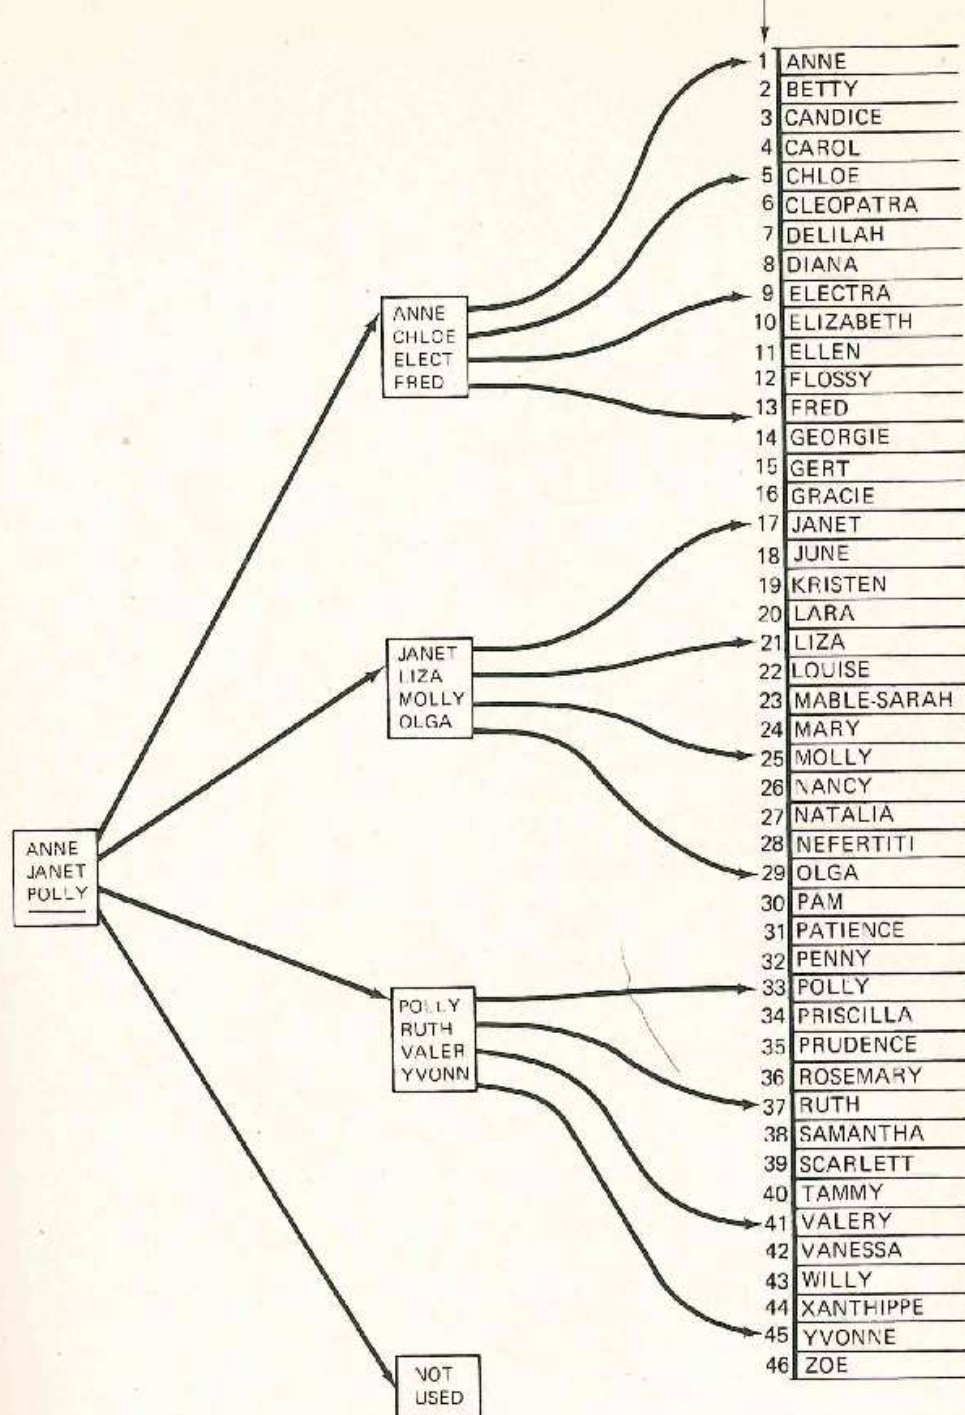 ANNE
JANET
POLLY
ANNE
CHLOE
ELECT
FRED
JANET
LIZA
MOLLY
OLGA
POLLY
RUTH
VALER
YVONN
NOT
USED
1 ANNE
2 BETTY
3 CANDICE
4 CAROL
5 CHLOE
6 CLEOPATRA
7 DELILAH
8 DIANA
9 ELECTRA
10 ELIZABETH
11 ELLEN
12 FLOSSY
13 FRED
14 GEORGIE
15 GERT
16 GRACIE
17 JANET
18 JUNE
19 KRISTEN
20 LARA
21 LIZA
22 LOUISE
23 MABLE-SARAH
24 MARY
25 MOLLY
26 NANCY
27 NATALIA
28 NEFERTITI
29 OLGA
30 PAM
31 PATIENCE
32 PENNY
33 POLLY
34 PRISCILLA
35 PRUDENCE
36 ROSEMARY
37 RUTH
38 SAMANTHA
39 SCARLETT
40 TAMMY
41 VALERY
42 VANESSA
43 WILLY
44 XANTHIPPE
45 YVONNE
46 ZOE